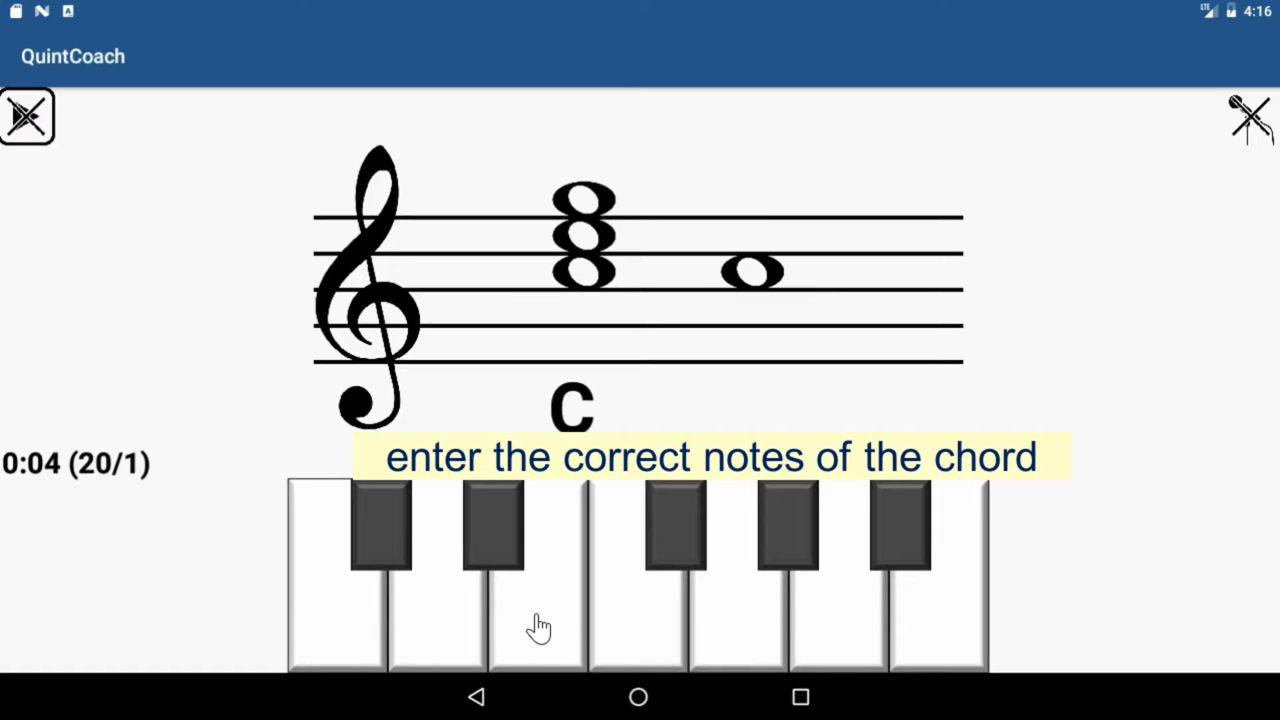 4:16
QuintCoach
C
0:04 (20/1)
enter the correct notes of the chord